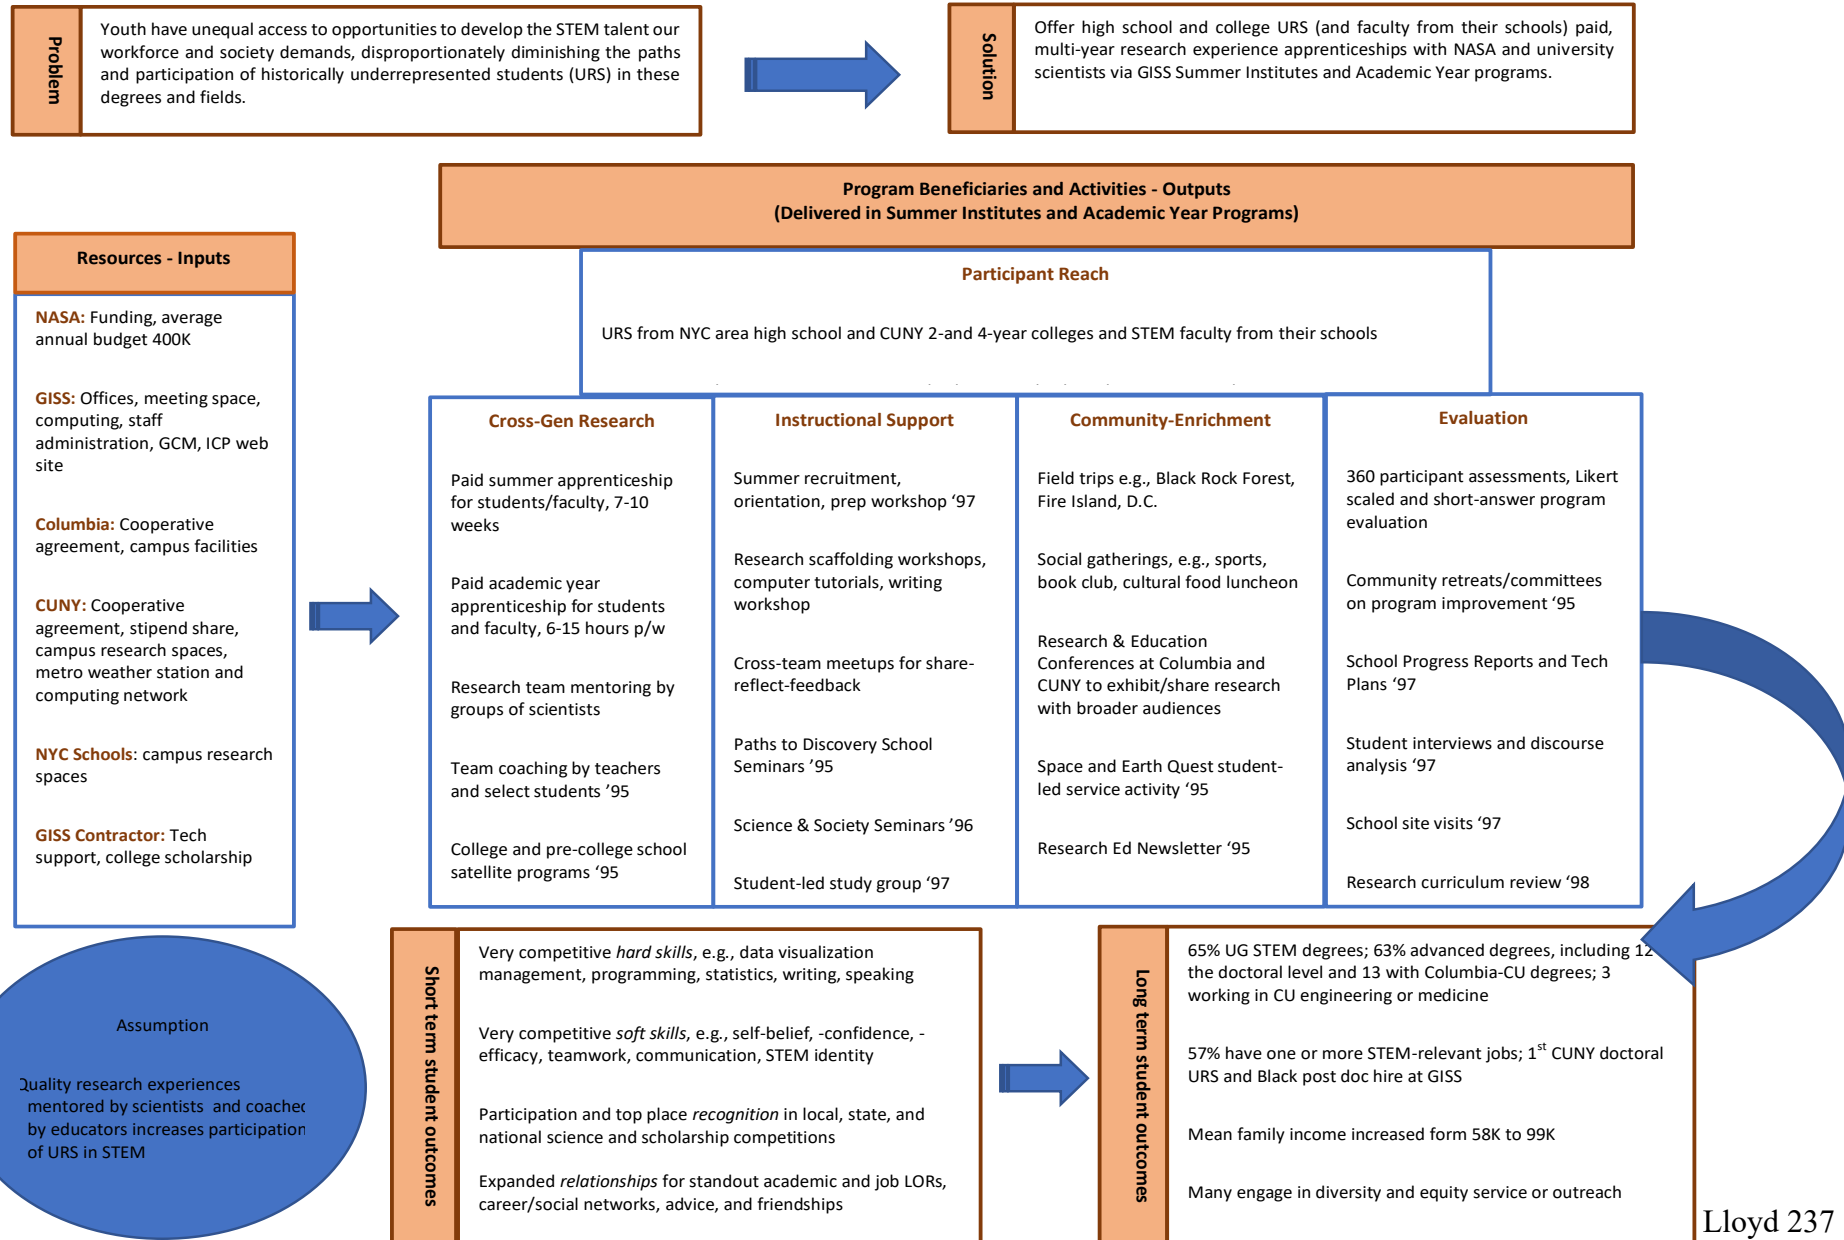 Problem
Youth have unequal access to opportunities to develop the STEM talent our
workforce and society demands, disproportionately diminishing the paths
and participation of historically underrepresented students (URS) in these
degrees and fields.
Solution
Offer high school and college URS (and faculty from their schools) paid,
multi-year research experience apprenticeships with NASA and university
scientists via GISS Summer Institutes and Academic Year programs.
Program Beneficiaries and Activities - Outputs
(Delivered in Summer Institutes and Academic Year Programs)
Resources - Inputs
NASA: Funding, average
annual budget 400K
GISS: Offices, meeting space,
computing, staff
administration, GCM, ICP web
site
Columbia: Cooperative
agreement, campus facilities
CUNY: Cooperative
agreement, stipend share,
campus research spaces,
metro weather station and
computing network
NYC Schools: campus research
spaces
GISS Contractor: Tech
support, college scholarship
Participant Reach
URS from NYC area high school and CUNY 2-and 4-year colleges and STEM faculty from their schools
Cross-Gen Research
Paid summer apprenticeship
for students/faculty, 7-10
weeks
Paid academic year
apprenticeship for students
and faculty, 6-15 hours p/w
Research team mentoring by
groups of scientists
Team coaching by teachers
and select students ’95
College and pre-college school
satellite programs ‘95
Instructional Support
Summer recruitment,
orientation, prep workshop ‘97
Research scaffolding workshops,
computer tutorials, writing
workshop
Cross-team meetups for share-
reflect-feedback
Paths to Discovery School
Seminars ’95
Science & Society Seminars ’96
Student-led study group ‘97
Community-Enrichment
Field trips e.g., Black Rock Forest,
Fire Island, D.C.
Social gatherings, e.g., sports,
book club, cultural food luncheon
Research & Education
Conferences at Columbia and
CUNY to exhibit/share research
with broader audiences
Space and Earth Quest student-
led service activity ‘95
Research Ed Newsletter ‘95
Evaluation
360 participant assessments, Likert
scaled and short-answer program
evaluation
Community retreats/committees
on program improvement ‘95
School Progress Reports and Tech
Plans ‘97
Student interviews and discourse
analysis ‘97
School site visits ‘97
Research curriculum review ‘98
Assumption
Quality research experiences
mentored by scientists and coached
by educators increases participation
of URS in STEM
Short term student outcomes
Very competitive hard skills, e.g., data visualization
management, programming, statistics, writing, speaking
Very competitive soft skills, e.g., self-belief, -confidence, -
efficacy, teamwork, communication, STEM identity
Participation and top place recognition in local, state, and
national science and scholarship competitions
Expanded relationships for standout academic and job LORs,
career/social networks, advice, and friendships
Long term student outcomes
65% UG STEM degrees; 63% advanced degrees, including 12
the doctoral level and 13 with Columbia-CU degrees; 3
working in CU engineering or medicine
57% have one or more STEM-relevant jobs; 1st CUNY doctoral
URS and Black post doc hire at GISS
Mean family income increased form 58K to 99K
Many engage in diversity and equity service or outreach
Lloyd 237